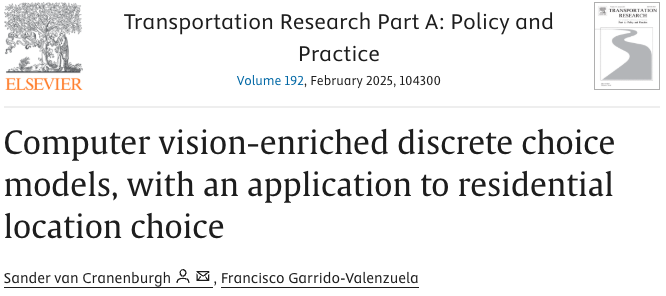 Transportation Research Part A: Policy and
Practice
Volume 192, February 2025, 104300
ELSEVIER
TRANSPORTATION
RESEARCH
Computer vision-enriched discrete choice
models, with an application to residential
location choice
Sander van Cranenburgh, Francisco Garrido-Valenzuela